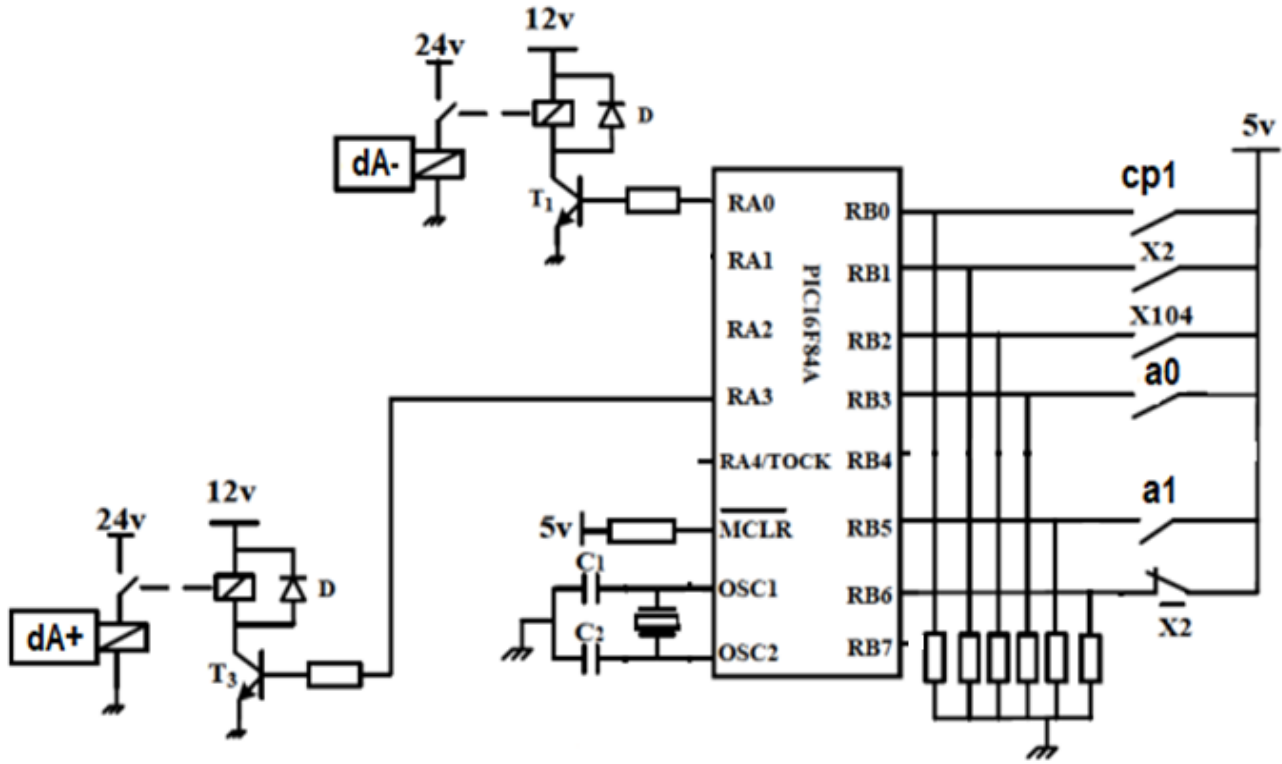 12v
24v
D
dA-
T1
RA0
RA1
RA2
RA3
RA4/TOCK
MCLR
OSC1
OSC2
PIC16F84A
RB0
RB1
RB2
RB3
RB4
RB5
RB6
RB7
5v
cp1
X2
X104
a0
a1
X2
12v
24v
D
dA+
T3
5v
C1
C2